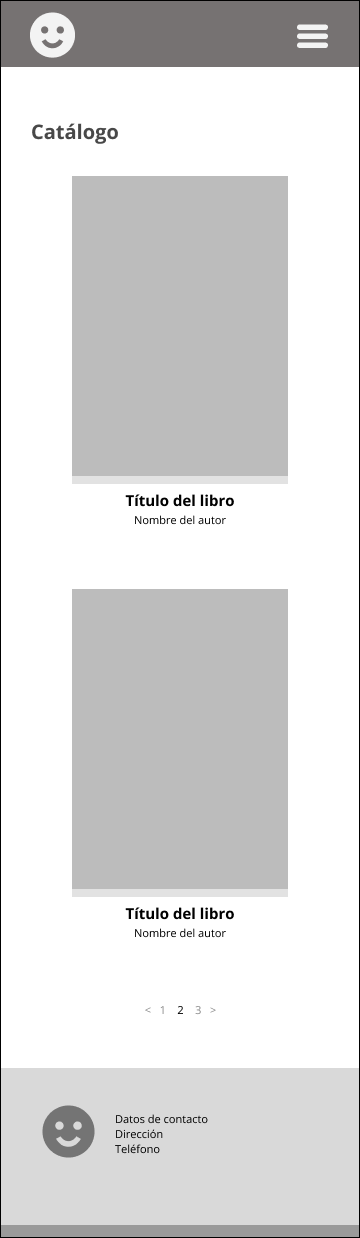 Catálogo
Título del libro
Nombre del autor
Título del libro
Nombre del autor
< 1 2 3 >
Datos de contacto
Dirección
Teléfono